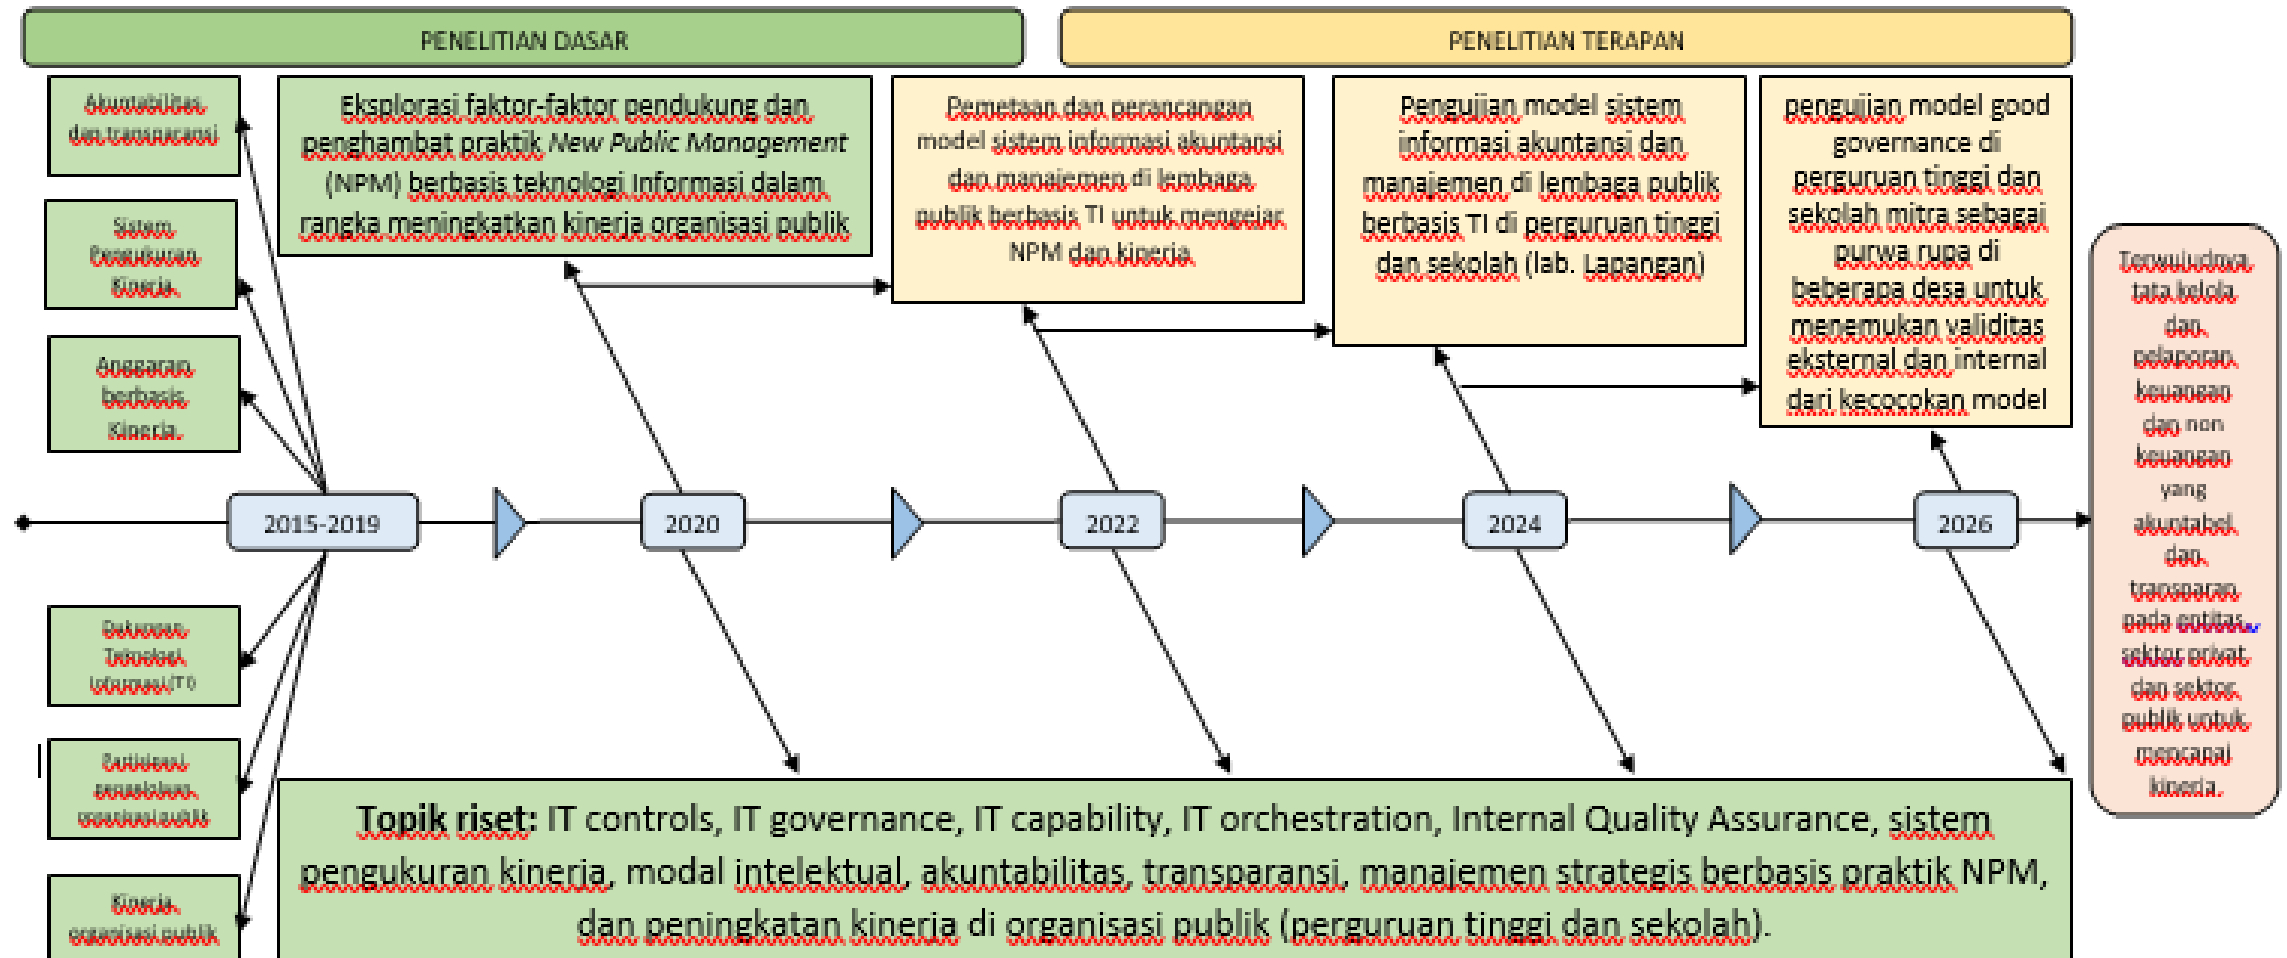 PENELITIAN DASAR
PENELITIAN TERAPAN
Akuntabilitas
dan transparansi
Sistem
Pengukuran
Kinerja
Anggaran
berbasis
Kinerja
Eksplorasi faktor-faktor pendukung dan
penghambat praktik New Public Management
(NPM) berbasis teknologi Informasi dalam
rangka meningkatkan kinerja organisasi publik
Pemetaan dan perancangan
model sistem informasi akuntansi
dan manajemen di lembaga
publik berbasis TI untuk mengejar
NPM dan kinerja
Pengujian model sistem
informasi akuntansi dan
manajemen di lembaga publik
berbasis TI di perguruan tinggi
dan sekolah (lab. Lapangan)
pengujian model good
governance di
perguruan tinggi dan
sekolah mitra sebagai
purwa rupa di
beberapa desa untuk
menemukan validitas
eksternal dan internal
dari kecocokan model
2015-2019
2020
2022
2024
2026
Terwujudnya
tata kelola
dan
pelaporan
keuangan
dan non
keuangan
yang
akuntabel
dan
transparan
pada entitas
sektor privat
dan sektor
publik untuk
mencapai
kinerja.
Dukungan
Teknologi
Informasi (TI)
Partisipasi
pengelolaan
organisasi publik
Kinerja
organisasi publik
Topik riset: IT controls, IT governance, IT capability, IT orchestration, Internal Quality Assurance, sistem
pengukuran kinerja, modal intelektual, akuntabilitas, transparansi, manajemen strategis berbasis praktik NPM,
dan peningkatan kinerja di organisasi publik (perguruan tinggi dan sekolah).